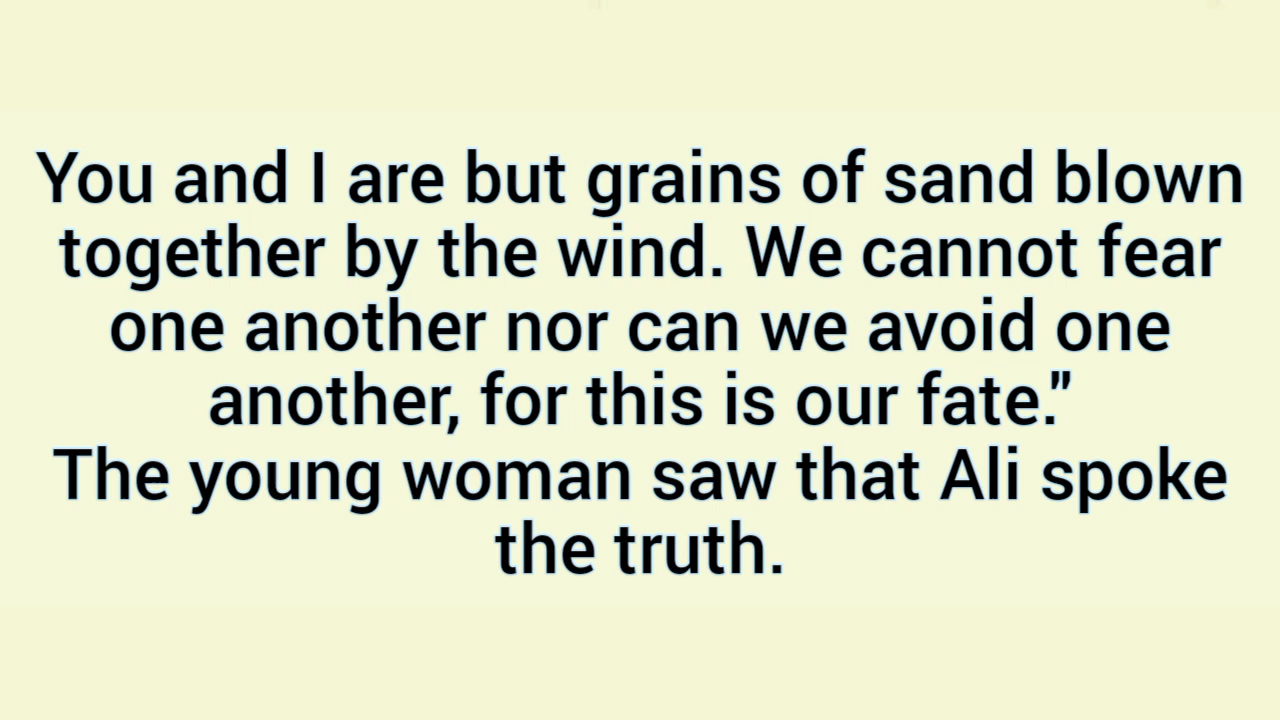 You and I are but grains of sand blown
together by the wind. We cannot fear
one another nor can we avoid one
another, for this is our fate."
The young woman saw that Ali spoke
the truth.